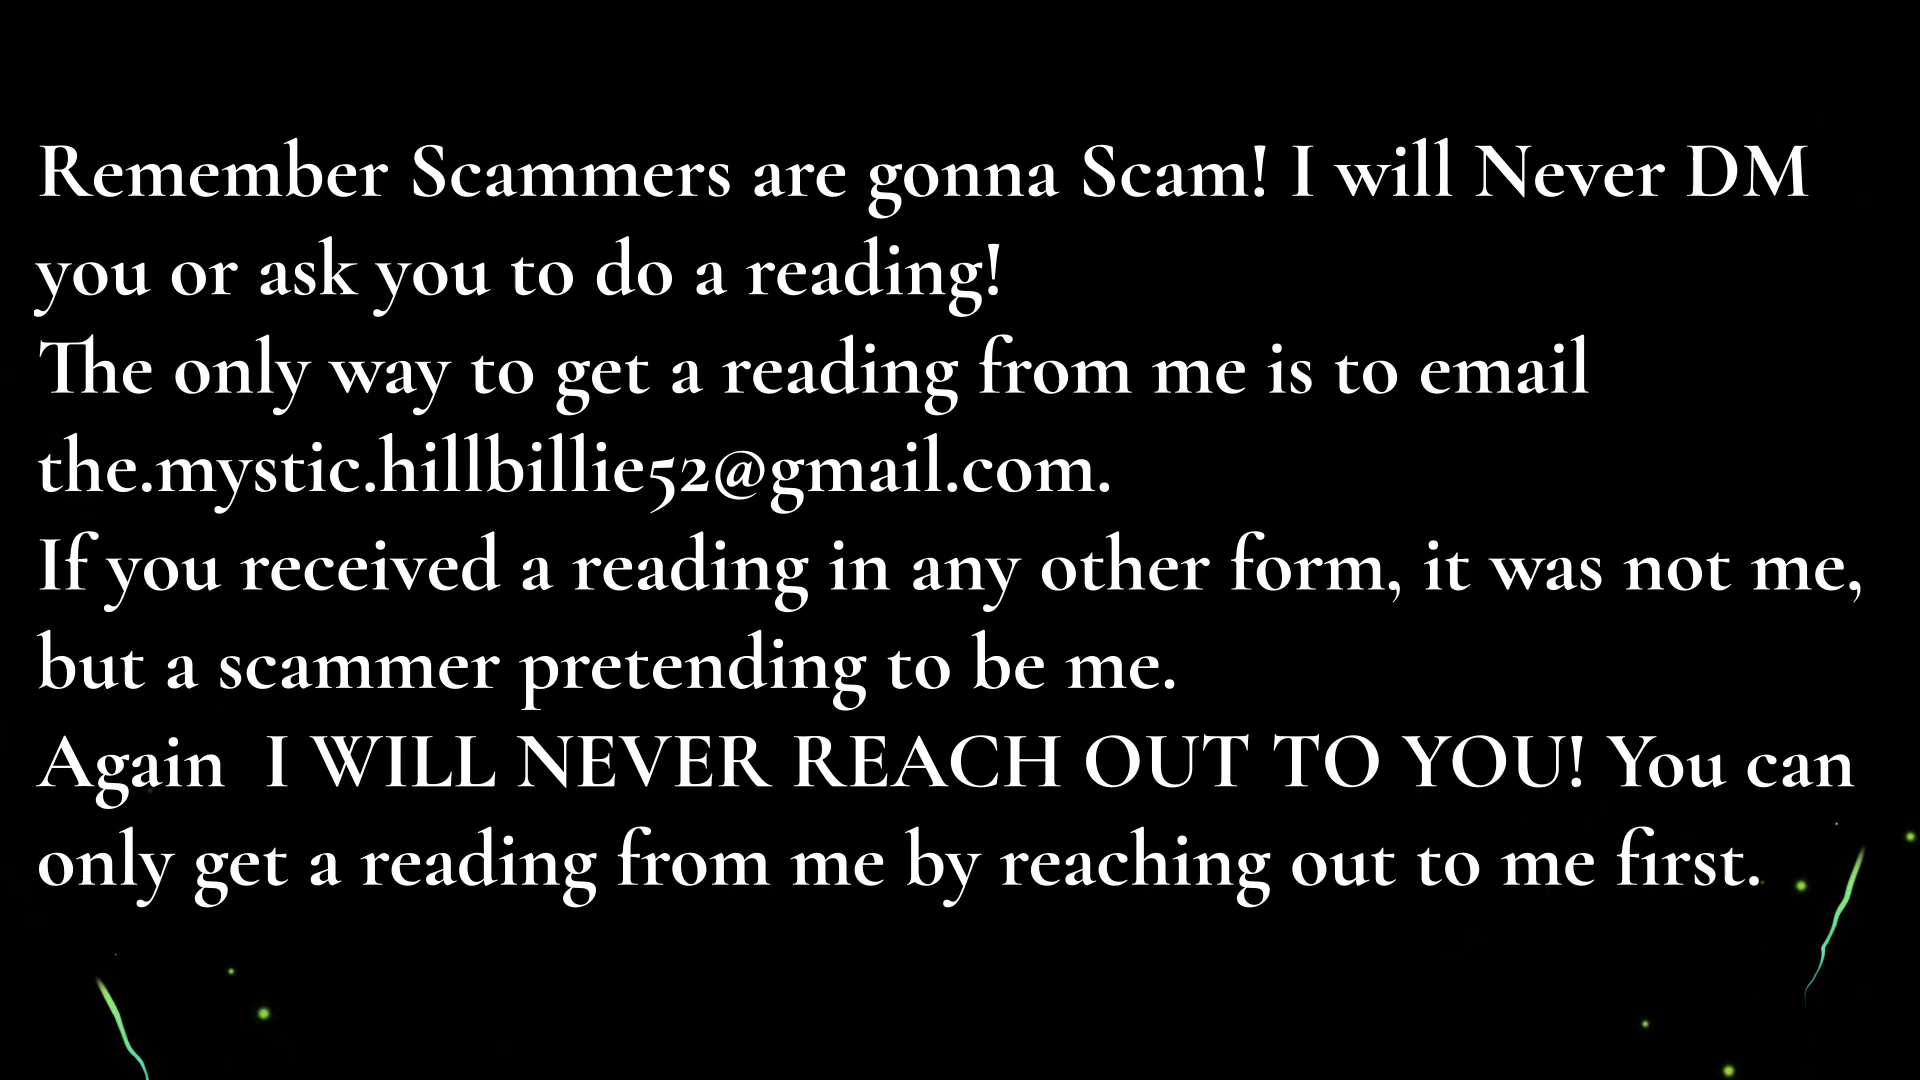 Remember Scammers are gonna Scam! I will Never DM
you or ask you to do a reading!
The only way to get a reading from me is to email
the.mystic.hillbillie52@gmail.com.
If you received a reading in any other form, it was not me,
but a scammer pretending to be me.
Again  I WILL NEVER REACH OUT TO YOU! You can
only get a reading from me by reaching out to me first.